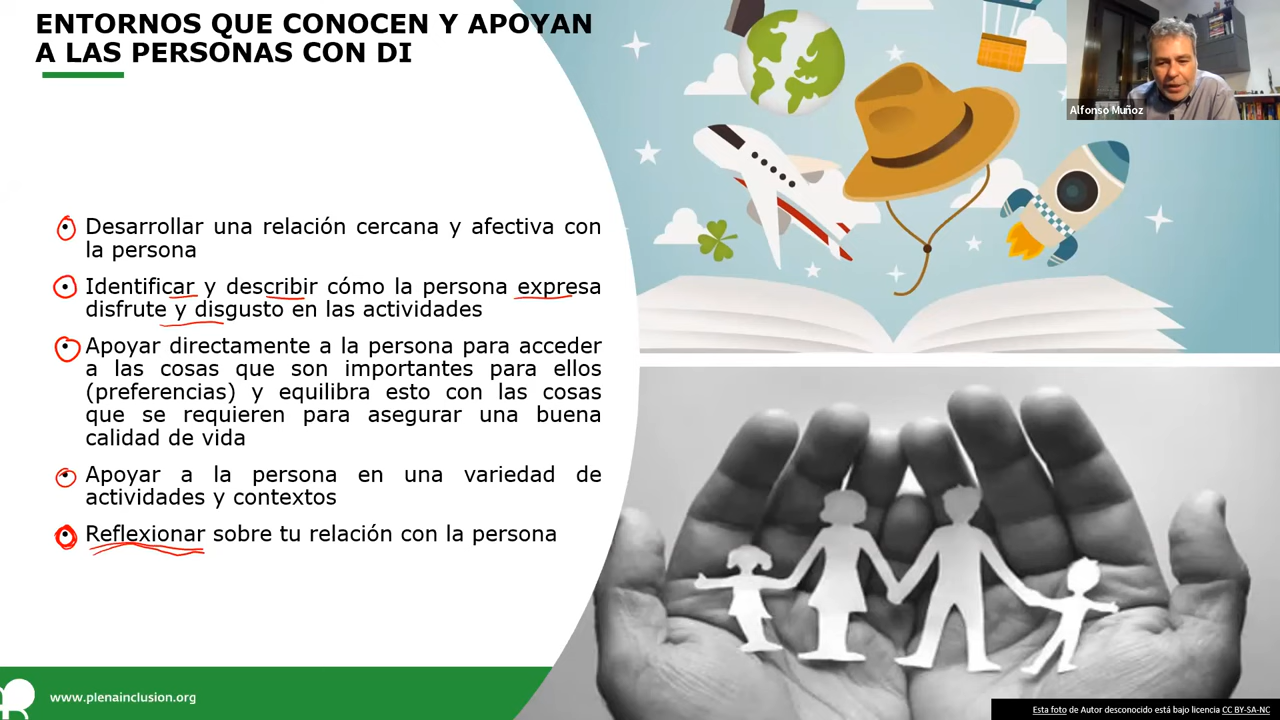 ENTORNOS QUE CONOCEN Y APOYAN
A LAS PERSONAS CON DI
Alfonso Muñoz
Desarrollar una relación cercana y afectiva con
la persona
Identificar y describir cómo la persona expresa
disfrute y disgusto en las actividades
Apoyar directamente a la persona para acceder
a las cosas que son importantes para ellos
(preferencias) y equilibra esto con las cosas
que se requieren para asegurar una buena
calidad de vida
Apoyar a la persona en una variedad de
actividades y contextos
Reflexionar sobre tu relación con la persona
www.plenainclusion.org
Esta foto de Autor desconocido está bajo licencia CC BY-SA-NC